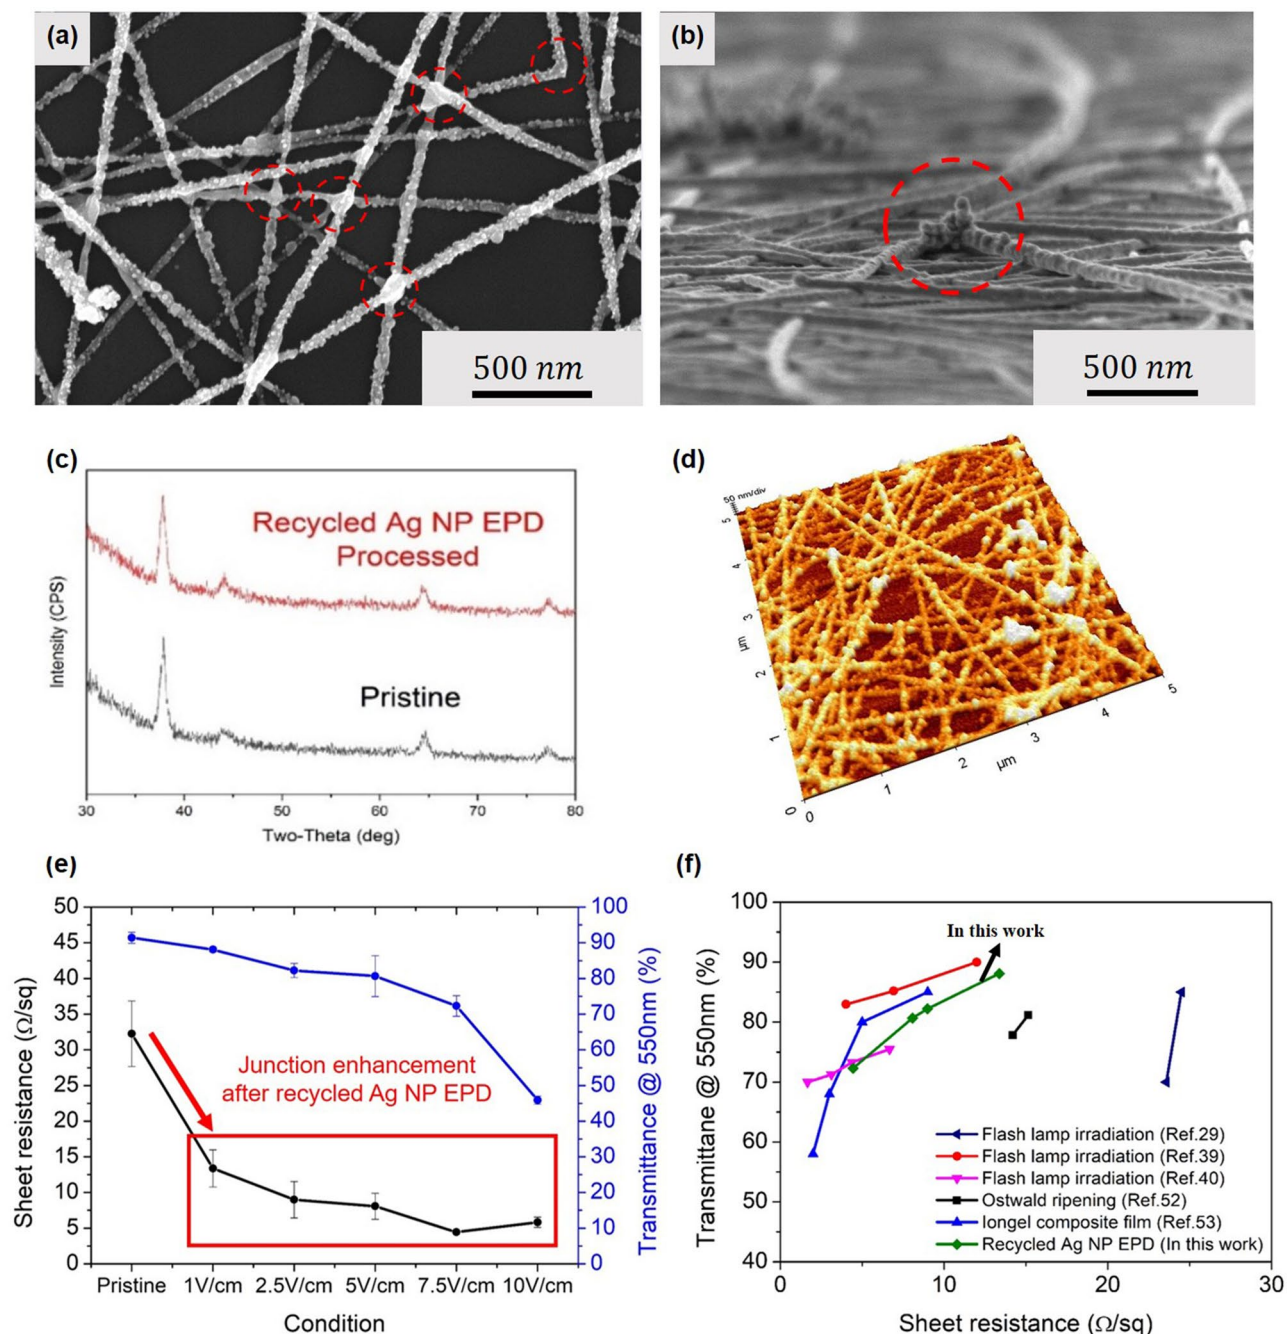 (a)
500 nm
(b)
500 nm
(c)
Recycled Ag NP EPD
Processed
Pristine
Intensity (CPS)
30 40 50 60 70 80
Two-Theta (deg)
(d)
50 nm/div
5
4
3
2
1
0
µm
0
1
2
3
4
5
µm
(e)
50
45
40
35
30
25
20
15
10
5
0
Sheet resistance (Ω/sq)
100
90
80
70
60
50
40
30
20
10
0
Transmittance @ 550nm (%)
Junction enhancement
after recycled Ag NP EPD
Pristine 1V/cm 2.5V/cm 5V/cm 7.5V/cm 10V/cm
Condition
(f)
100
90
80
70
60
50
40
Transmittane @ 550nm (%)
In this work
Flash lamp irradiation (Ref.29)
Flash lamp irradiation (Ref.39)
Flash lamp irradiation (Ref.40)
Ostwald ripening (Ref.52)
Iongel composite film (Ref.53)
Recycled Ag NP EPD (In this work)
0 10 20 30
Sheet resistance (Ω/sq)